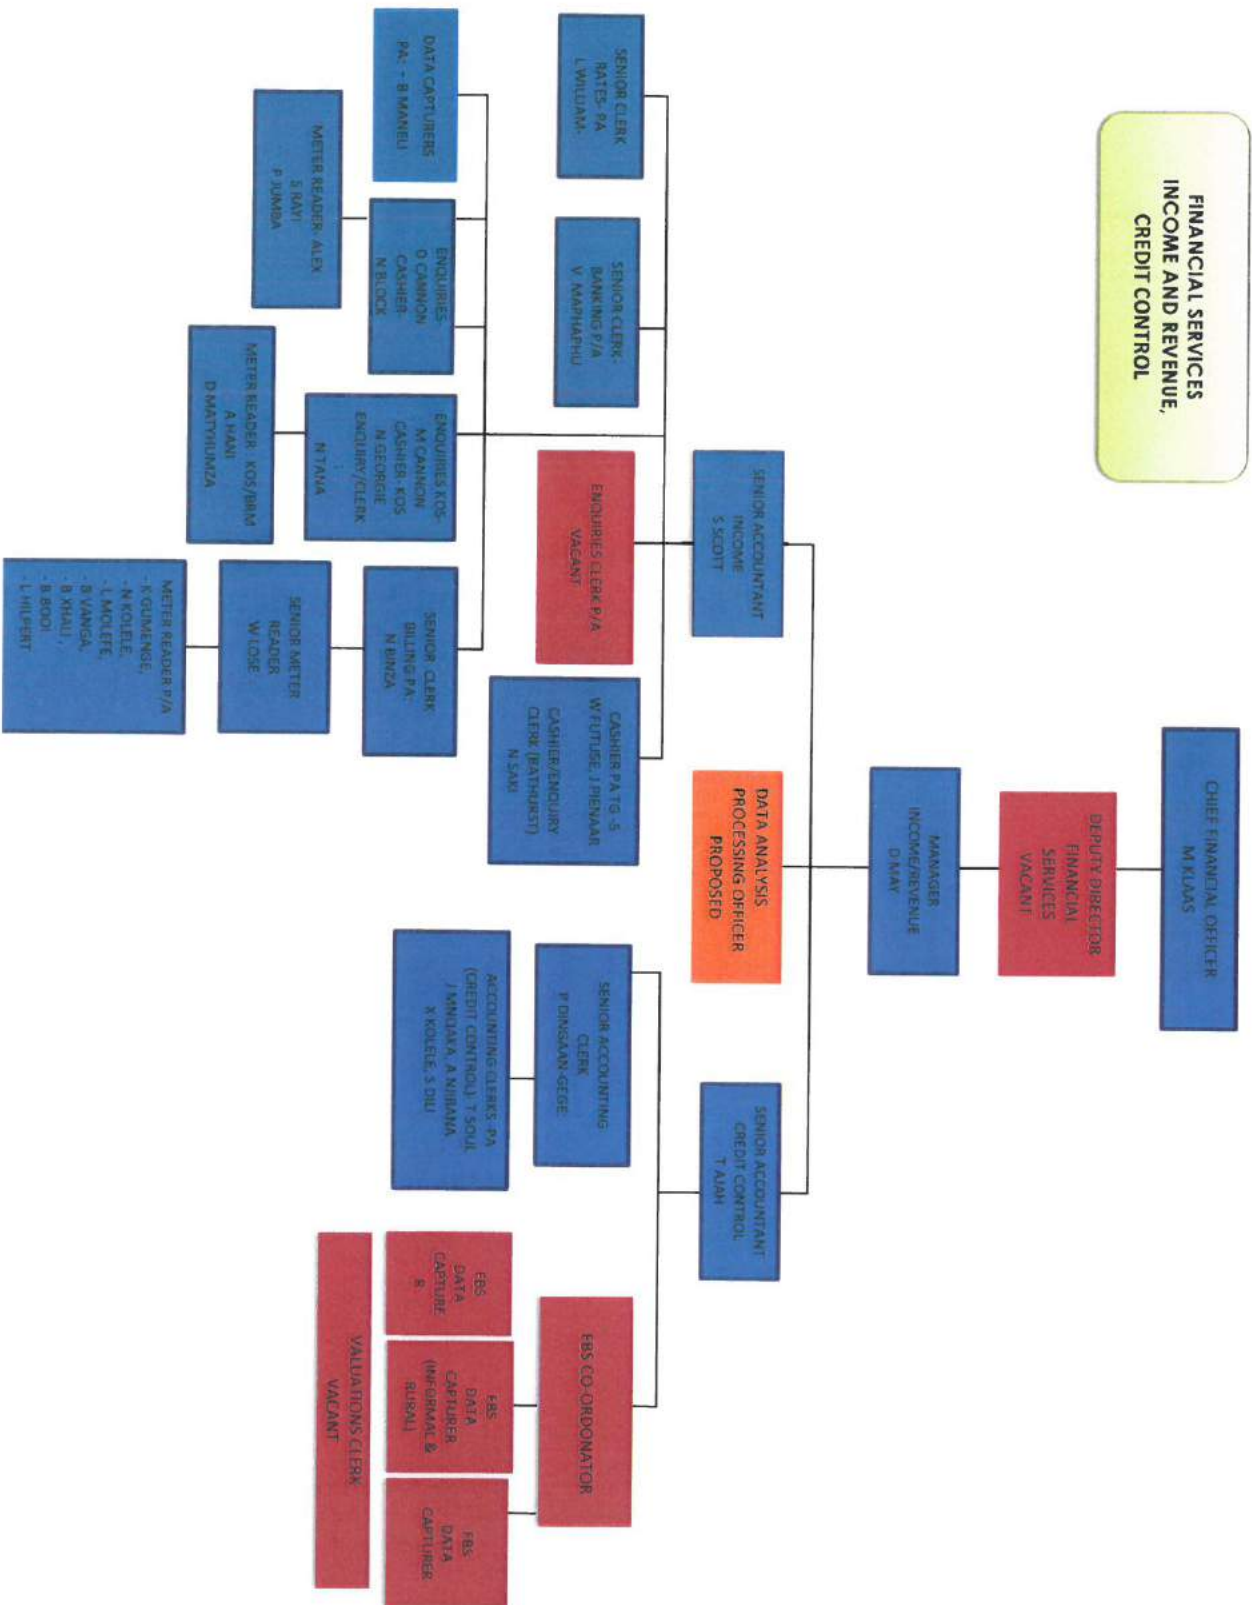 FINANCIAL SERVICES
INCOME AND REVENUE,
CREDIT CONTROL
CHIEF FINANCIAL OFFICER
M KLAAS
DEPUTY DIRECTOR
FINANCIAL
SERVICES
VACANT
MANAGER
INCOME/REVENUE
D MAY
SENIOR ACCOUNTANT
INCOME
S SCOTT
DATA ANALYSIS
PROCESSING OFFICER
PROPOSED
SENIOR ACCOUNTANT
CREDIT CONTROL
T AJAH
SENIOR CLERK
RATES- PA
L WILLIAM-
SENIOR CLERK-
BANKING P/A
V. MAPHAPHU
ENQUIRIES CLERK P/A
VACANT
CASHIER PA TG -5
W FUTUSE, J PIENAAR
CASHIER/ENQUIRY
CLERK (BATHURST)
N SAKI
SENIOR ACCOUNTING
CLERK
P DINGAAN-GEGE
FBS CO-ORDONATOR
DATA CAPTURERS
PA: - B MANELI
ENQUIRIES-
D CANNON
CASHIER-
N BLOCK
ENQUIRIES KOS-
M CANNON
CASHIER- KOS
N GEORGIE
ENQUIRY/CLERK
:
N TANA
SENIOR CLERK
BILLING PA:
N BINZA
ACCOUNTING CLERKS -PA
(CREDIT CONTROL): T SOUL
J MNQAKA, A NJIBANA
X KOLELE, S DILI
FBS
DATA
CAPTURE
R
FBS
DATA
CAPTURER
(INFORMAL &
RURAL)
FBS
DATA
CAPTURER
METER READER- ALEX
S RAYI
P JUMBA
METER READER KOS/BRM
A HANI
D MATYHUMZA
SENIOR METER
READER
W LOSE
VALUATIONS CLERK
VACANT
METER READER P/A
- K GUMENGE,
- N KOLELE,
- L MOLEFE,
- B VANGA,
- B XHALI ,
- B BOOI
- L HILPERT